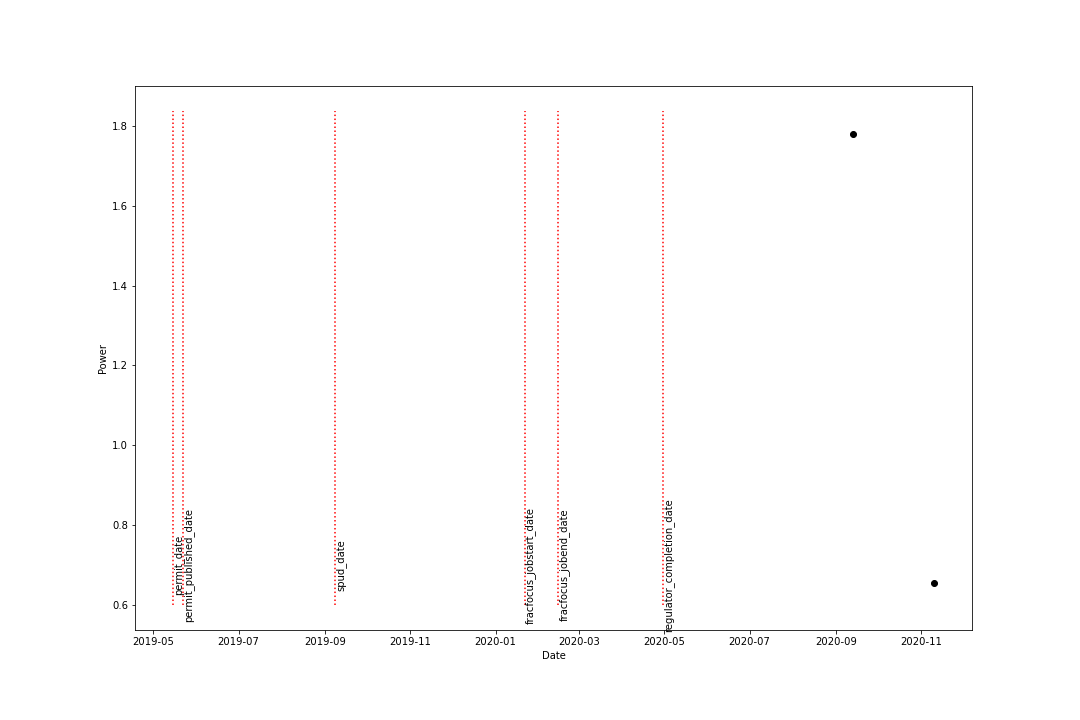 1.8
1.6
1.4
1.2
1.0
0.8
0.6
Power
permit_date
permit_published_date
spud_date
fracfocus_jobstart_date
fracfocus_jobend_date
regulator_completion_date
2019-05 2019-07 2019-09 2019-11 2020-01 2020-03 2020-05 2020-07 2020-09 2020-11
Date